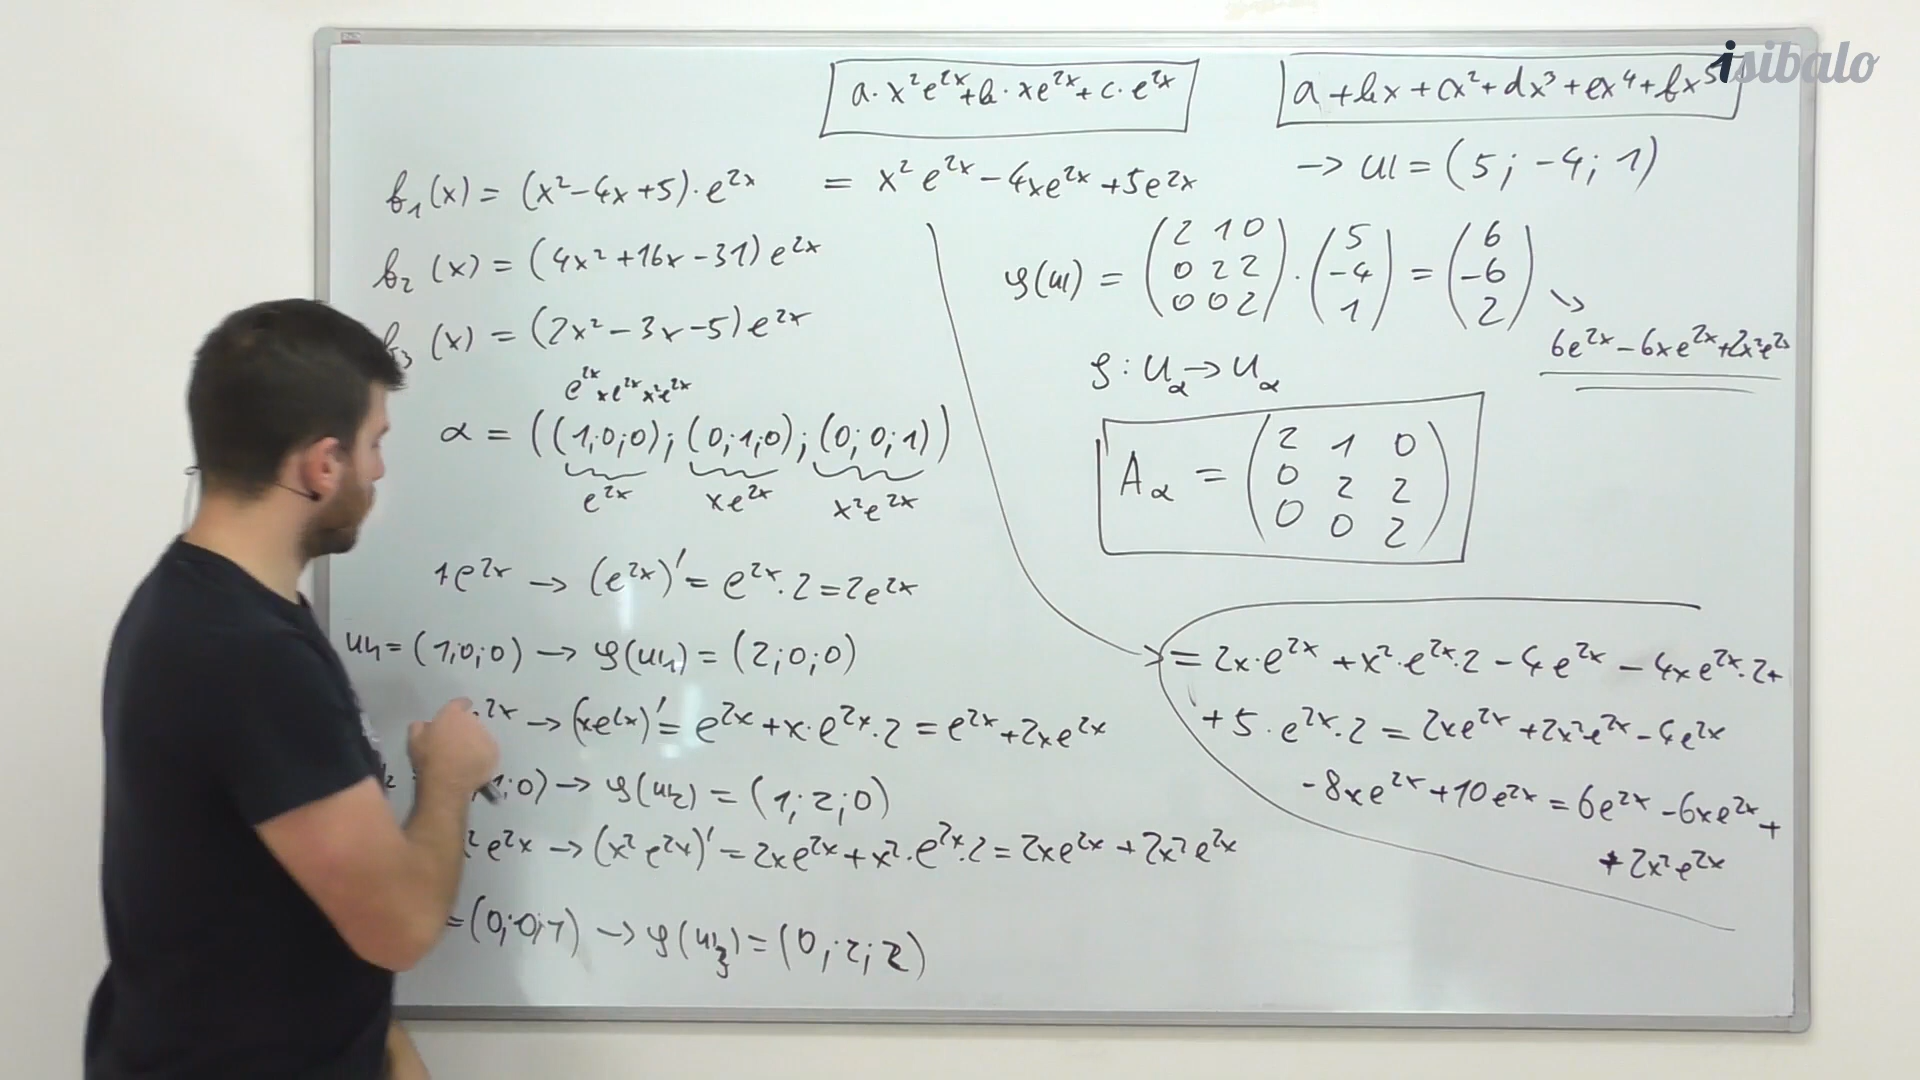 isibalo
a·x²e²ˣ+b·xe²ˣ+c·e²ˣ
a+bx+cx²+dx³+ex⁴+fx⁵
f₁(x) = (x²-4x+5)·e²ˣ = x²e²ˣ-4xe²ˣ+5e²ˣ
→ u = (5; -4; 1)
f₂(x) = (4x²+16x-31)e²ˣ
φ(u) = (2 1 0
0 2 2
0 0 2) · (5
-4
1) = (6
-6
2)
6e²ˣ-6xe²ˣ+2x²e²ˣ
₃(x) = (2x²-3x-5)e²ˣ
e²ˣ xe²ˣ x²e²ˣ
φ: U_α → U_α
α = ((1;0;0); (0;1;0); (0;0;1))
e²ˣ xe²ˣ x²e²ˣ
A_α = (2 1 0
0 2 2
0 0 2)
1e²ˣ → (e²ˣ)' = e²ˣ·2 = 2e²ˣ
u₁ = (1;0;0) → φ(u₁) = (2;0;0)
²ˣ → (xe²ˣ)' = e²ˣ+x·e²ˣ·2 = e²ˣ+2xe²ˣ
1;0) → φ(u₂) = (1;2;0)
²e²ˣ → (x²e²ˣ)' = 2xe²ˣ+x²·e²ˣ·2 = 2xe²ˣ+2x²e²ˣ
=(0;0;1) → φ(u₃) = (0;2;2)
= 2x·e²ˣ+x²·e²ˣ·2-4e²ˣ-4xe²ˣ·2+
+5·e²ˣ·2 = 2xe²ˣ+2x²e²ˣ-4e²ˣ
-8xe²ˣ+10e²ˣ = 6e²ˣ-6xe²ˣ+
+2x²e²ˣ